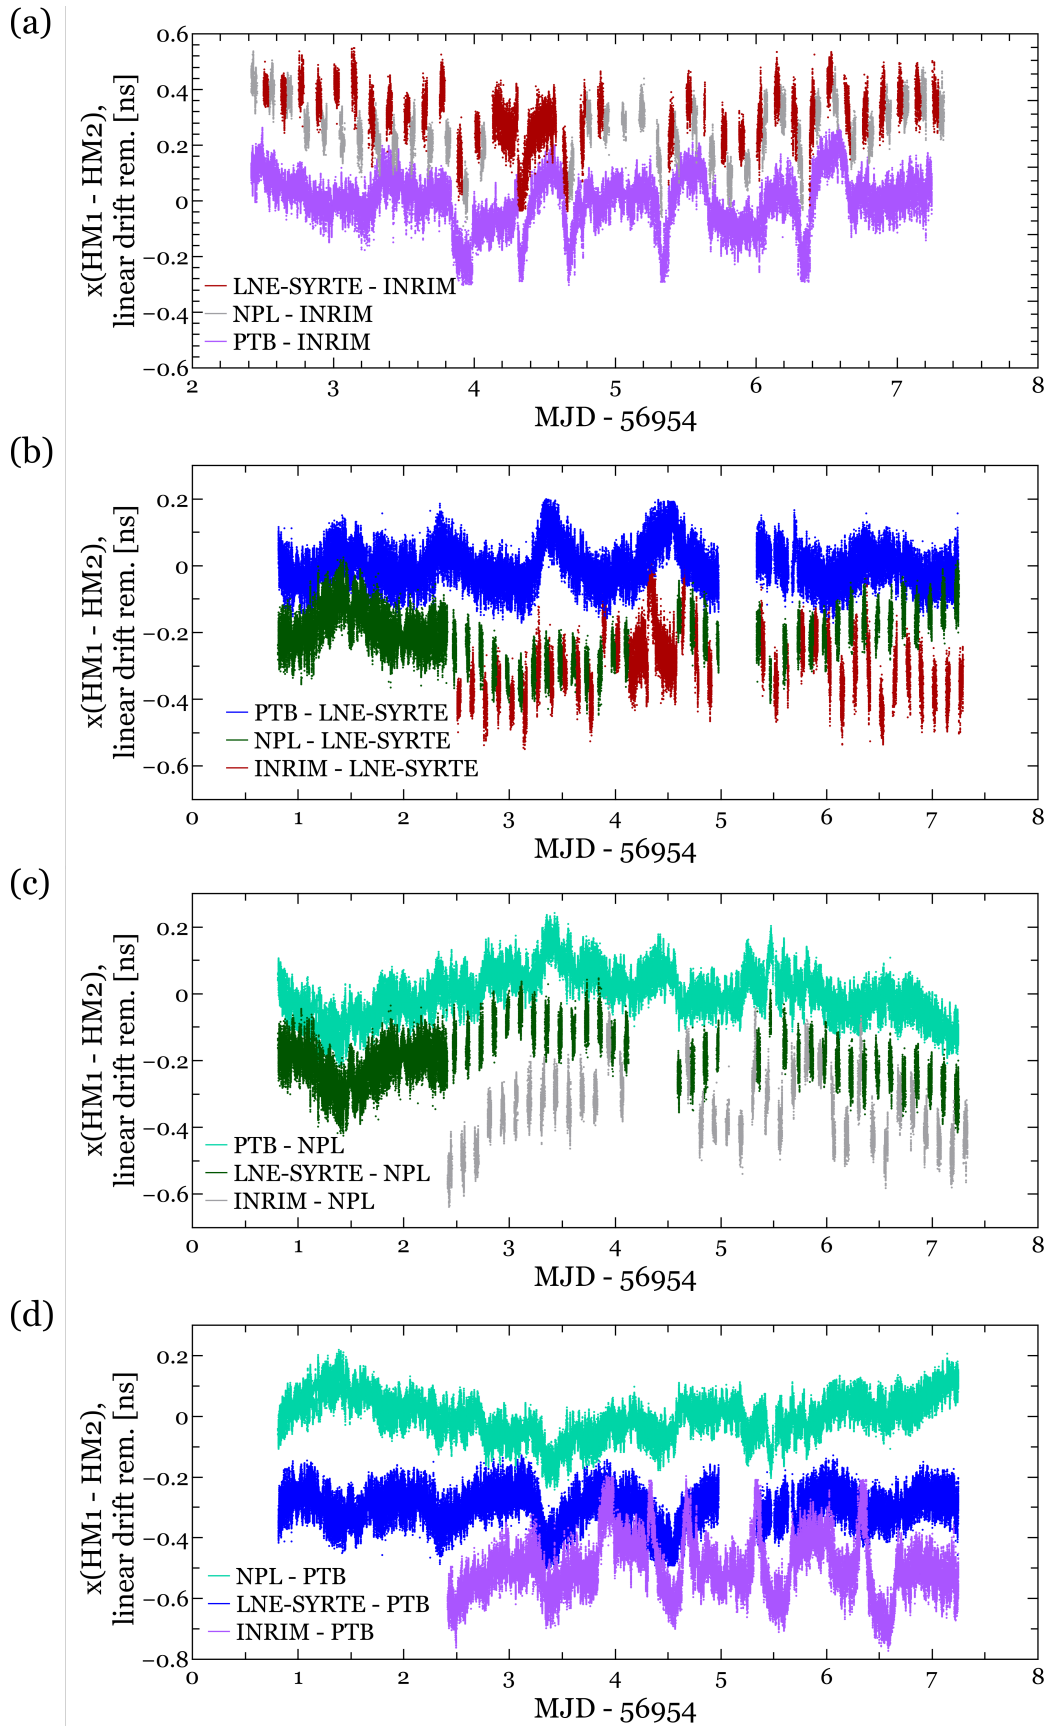 (a)
x(HM1 - HM2),
linear drift rem. [ns]
0.6
0.4
0.2
0
−0.2
−0.4
−0.6
LNE-SYRTE - INRIM
NPL - INRIM
PTB - INRIM
2 3 4 5 6 7 8
MJD - 56954
(b)
x(HM1 - HM2),
linear drift rem. [ns]
0.2
0
−0.2
−0.4
−0.6
PTB - LNE-SYRTE
NPL - LNE-SYRTE
INRIM - LNE-SYRTE
0 1 2 3 4 5 6 7 8
MJD - 56954
(c)
x(HM1 - HM2),
linear drift rem. [ns]
0.2
0
−0.2
−0.4
−0.6
PTB - NPL
LNE-SYRTE - NPL
INRIM - NPL
0 1 2 3 4 5 6 7 8
MJD - 56954
(d)
x(HM1 - HM2),
linear drift rem. [ns]
0.2
0
−0.2
−0.4
−0.6
−0.8
NPL - PTB
LNE-SYRTE - PTB
INRIM - PTB
0 1 2 3 4 5 6 7 8
MJD - 56954